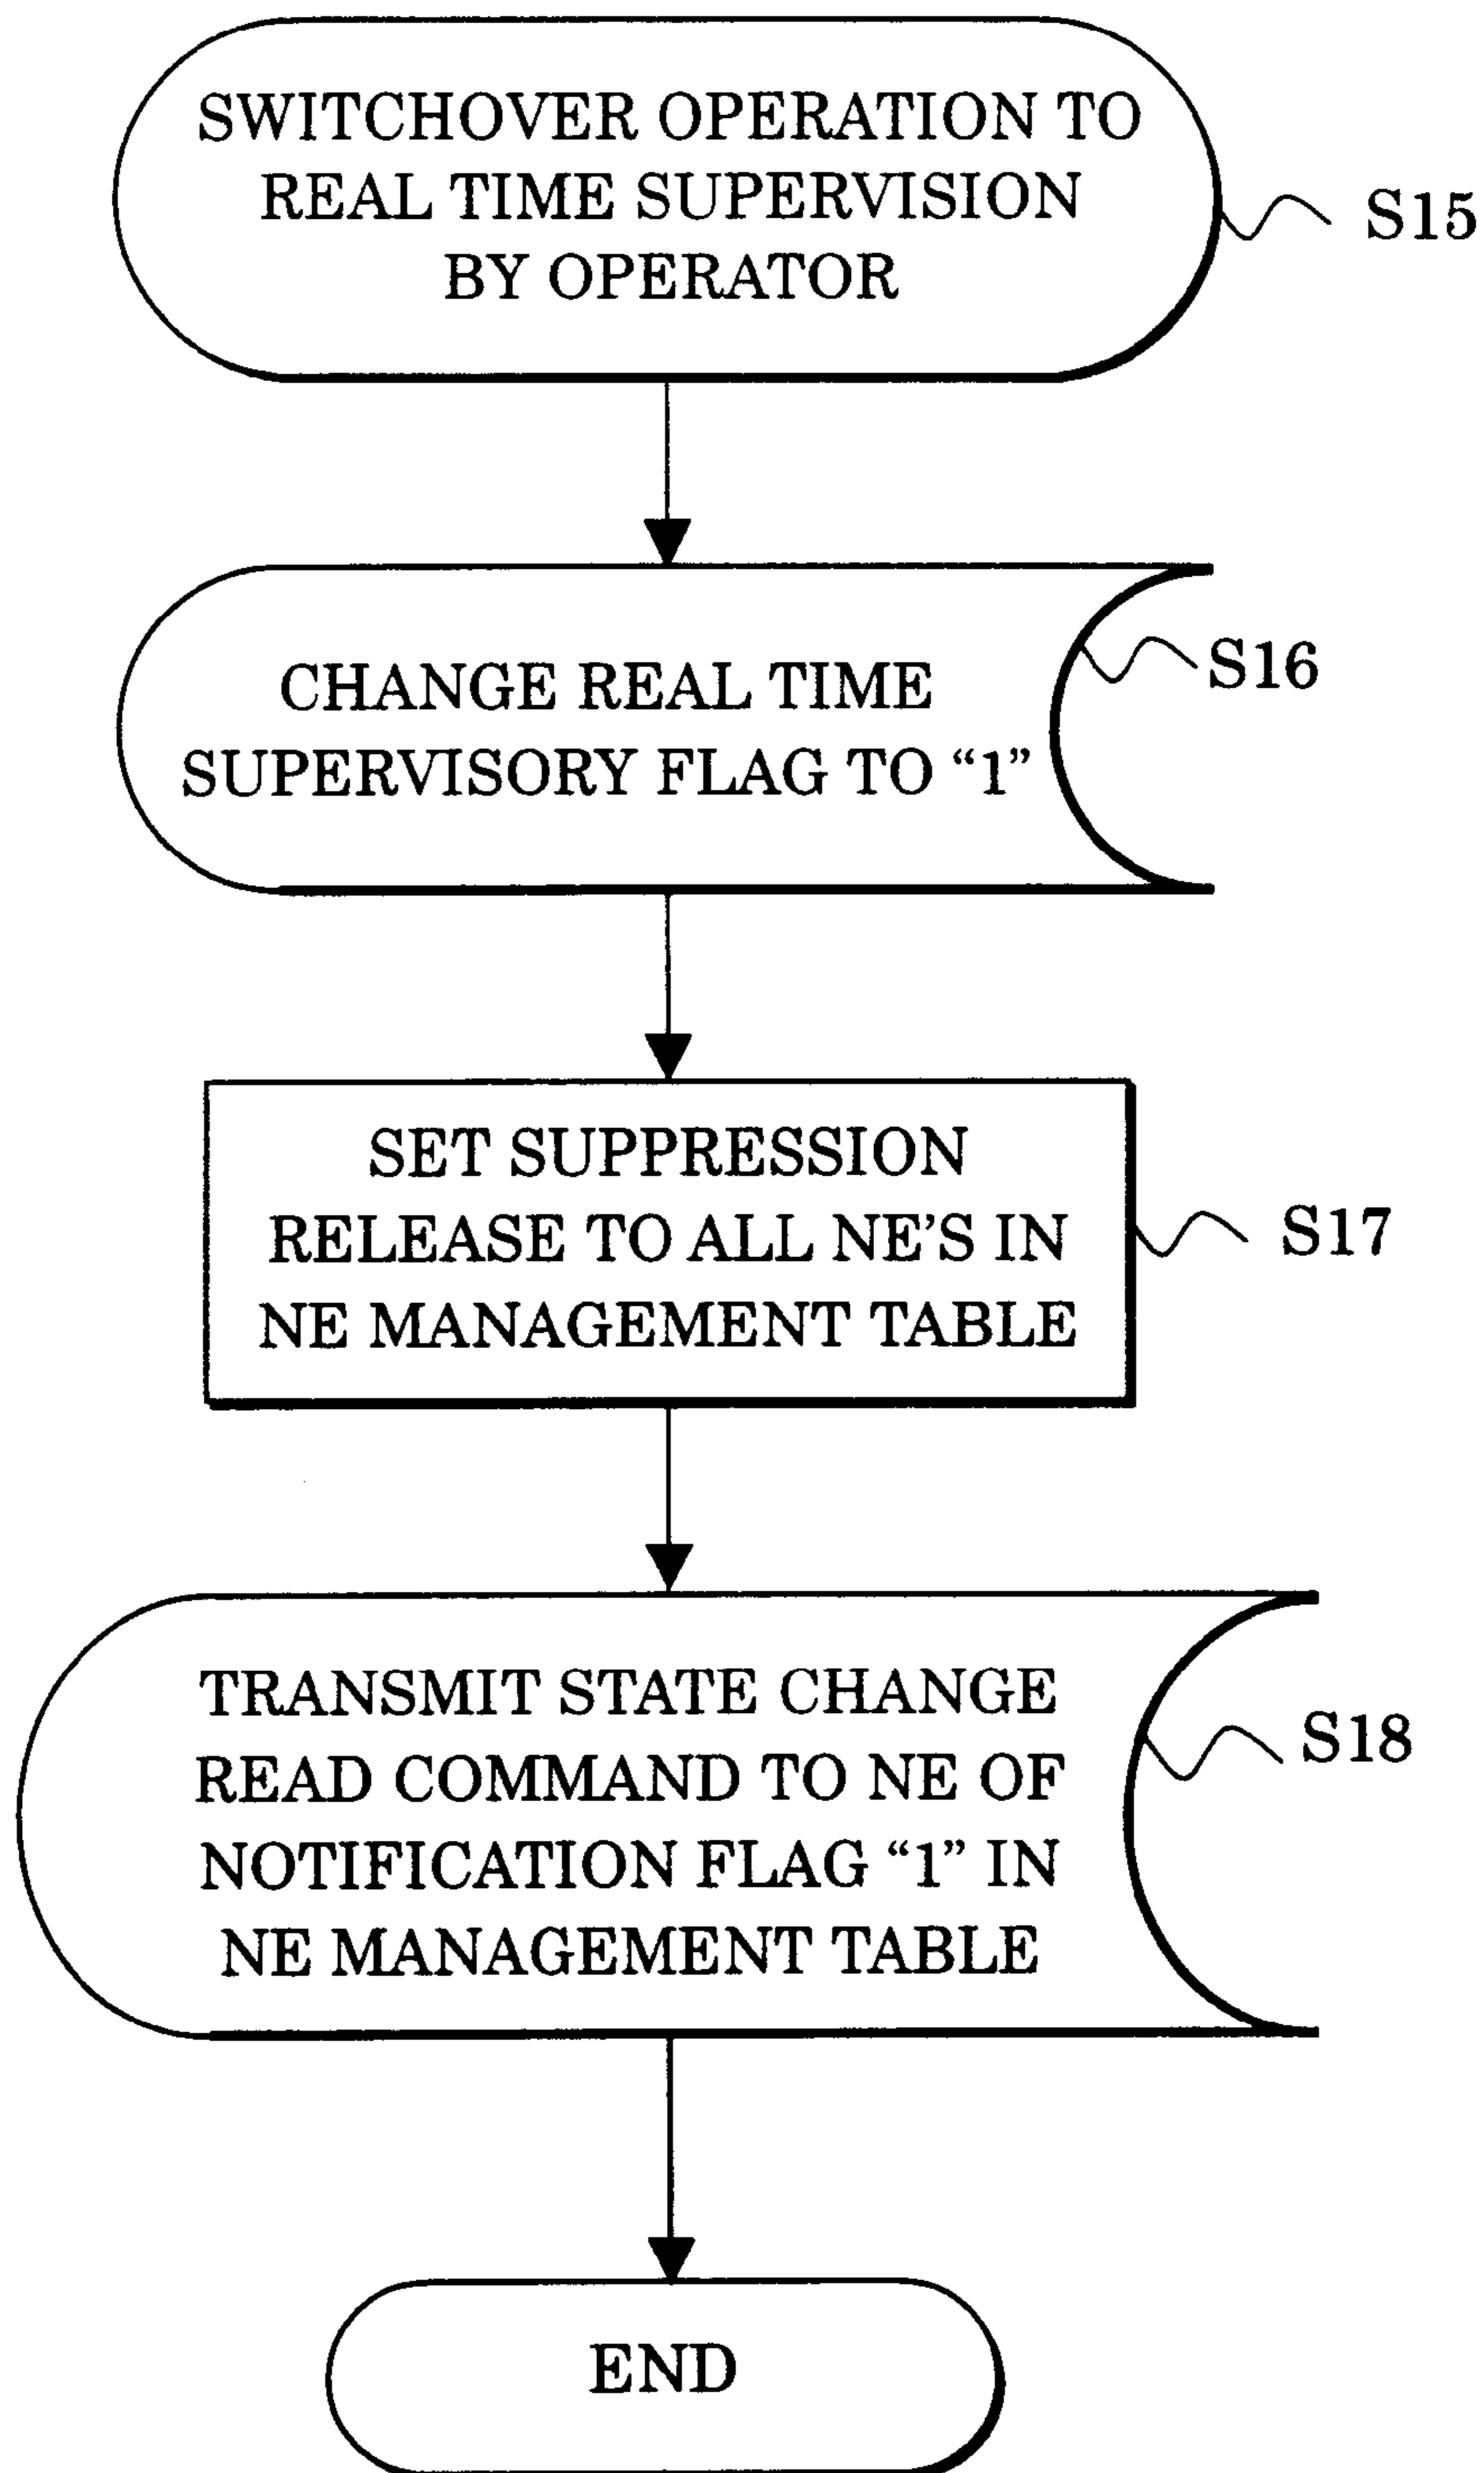 SWITCHOVER OPERATION TO
REAL TIME SUPERVISION
BY OPERATOR
S15
CHANGE REAL TIME
SUPERVISORY FLAG TO “1”
S16
SET SUPPRESSION
RELEASE TO ALL NE'S IN
NE MANAGEMENT TABLE
S17
TRANSMIT STATE CHANGE
READ COMMAND TO NE OF
NOTIFICATION FLAG “1” IN
NE MANAGEMENT TABLE
S18
END